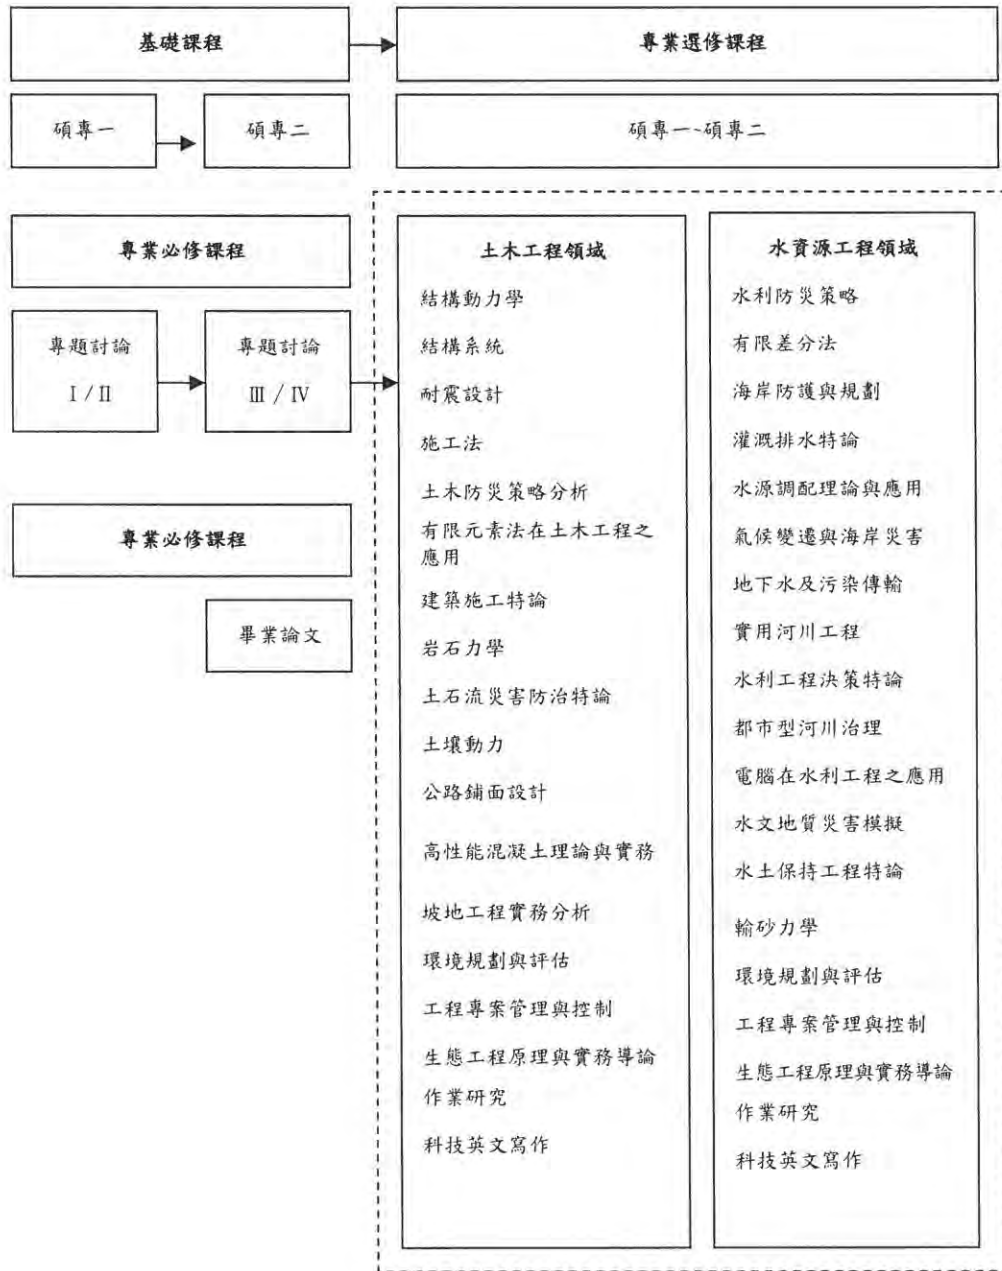 基礎課程
專業選修課程
碩專一
碩專二
碩專一~碩專二
專業必修課程
專題討論
I / II
專題討論
III / IV
專業必修課程
畢業論文
土木工程領域
結構動力學
結構系統
耐震設計
施工法
土木防災策略分析
有限元素法在土木工程之
應用
建築施工特論
岩石力學
土石流災害防治特論
土壤動力
公路鋪面設計
高性能混凝土理論與實務
坡地工程實務分析
環境規劃與評估
工程專案管理與控制
生態工程原理與實務導論
作業研究
科技英文寫作
水資源工程領域
水利防災策略
有限差分法
海岸防護與規劃
灌溉排水特論
水源調配理論與應用
氣候變遷與海岸災害
地下水及污染傳輸
實用河川工程
水利工程決策特論
都市型河川治理
電腦在水利工程之應用
水文地質災害模擬
水土保持工程特論
輸砂力學
環境規劃與評估
工程專案管理與控制
生態工程原理與實務導論
作業研究
科技英文寫作